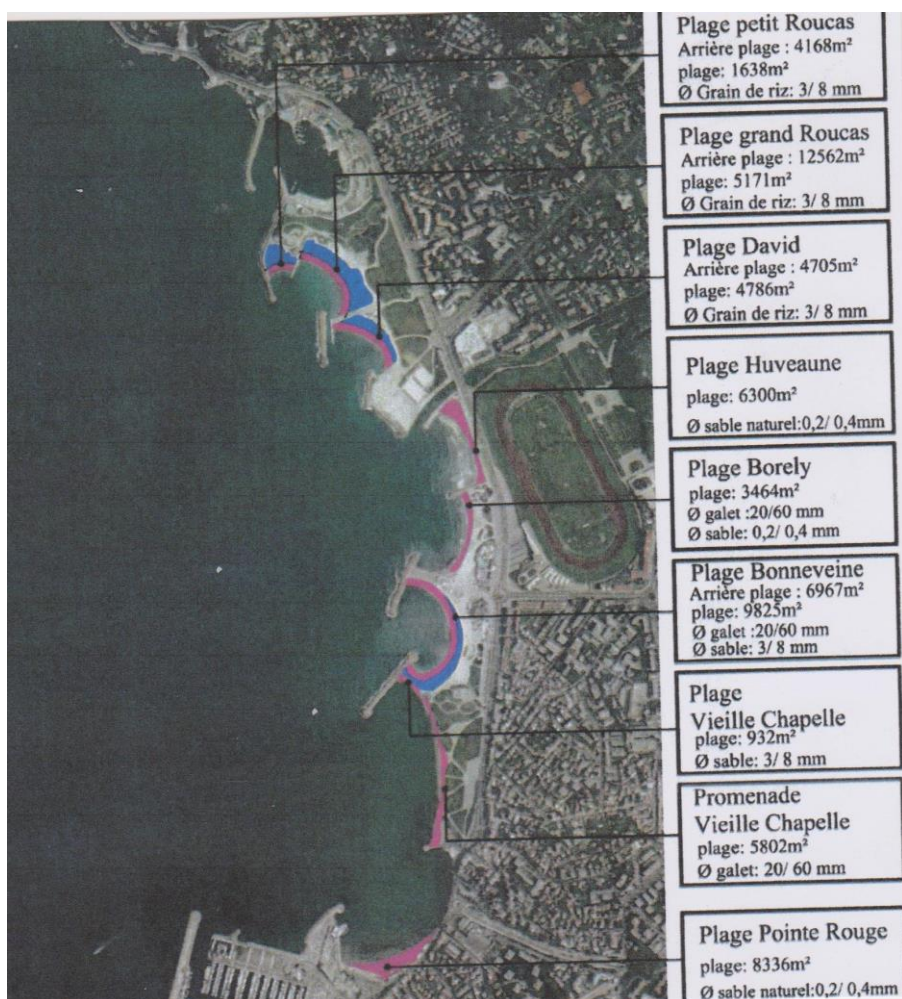 Plage petit Roucas
Arrière plage : 4168m²
plage: 1638m²
Ø Grain de riz: 3/ 8 mm
Plage grand Roucas
Arrière plage : 12562m²
plage: 5171m²
Ø Grain de riz: 3/ 8 mm
Plage David
Arrière plage : 4705m²
plage: 4786m²
Ø Grain de riz: 3/ 8 mm
Plage Huveaune
plage: 6300m²
Ø sable naturel:0,2/ 0,4mm
Plage Borely
plage: 3464m²
Ø galet :20/60 mm
Ø sable: 0,2/ 0,4 mm
Plage Bonneveine
Arrière plage : 6967m²
plage: 9825m²
Ø galet :20/60 mm
Ø sable: 3/ 8 mm
Plage
Vieille Chapelle
plage: 932m²
Ø sable: 3/ 8 mm
Promenade
Vieille Chapelle
plage: 5802m²
Ø galet: 20/ 60 mm
Plage Pointe Rouge
plage: 8336m²
Ø sable naturel:0,2/ 0,4mm